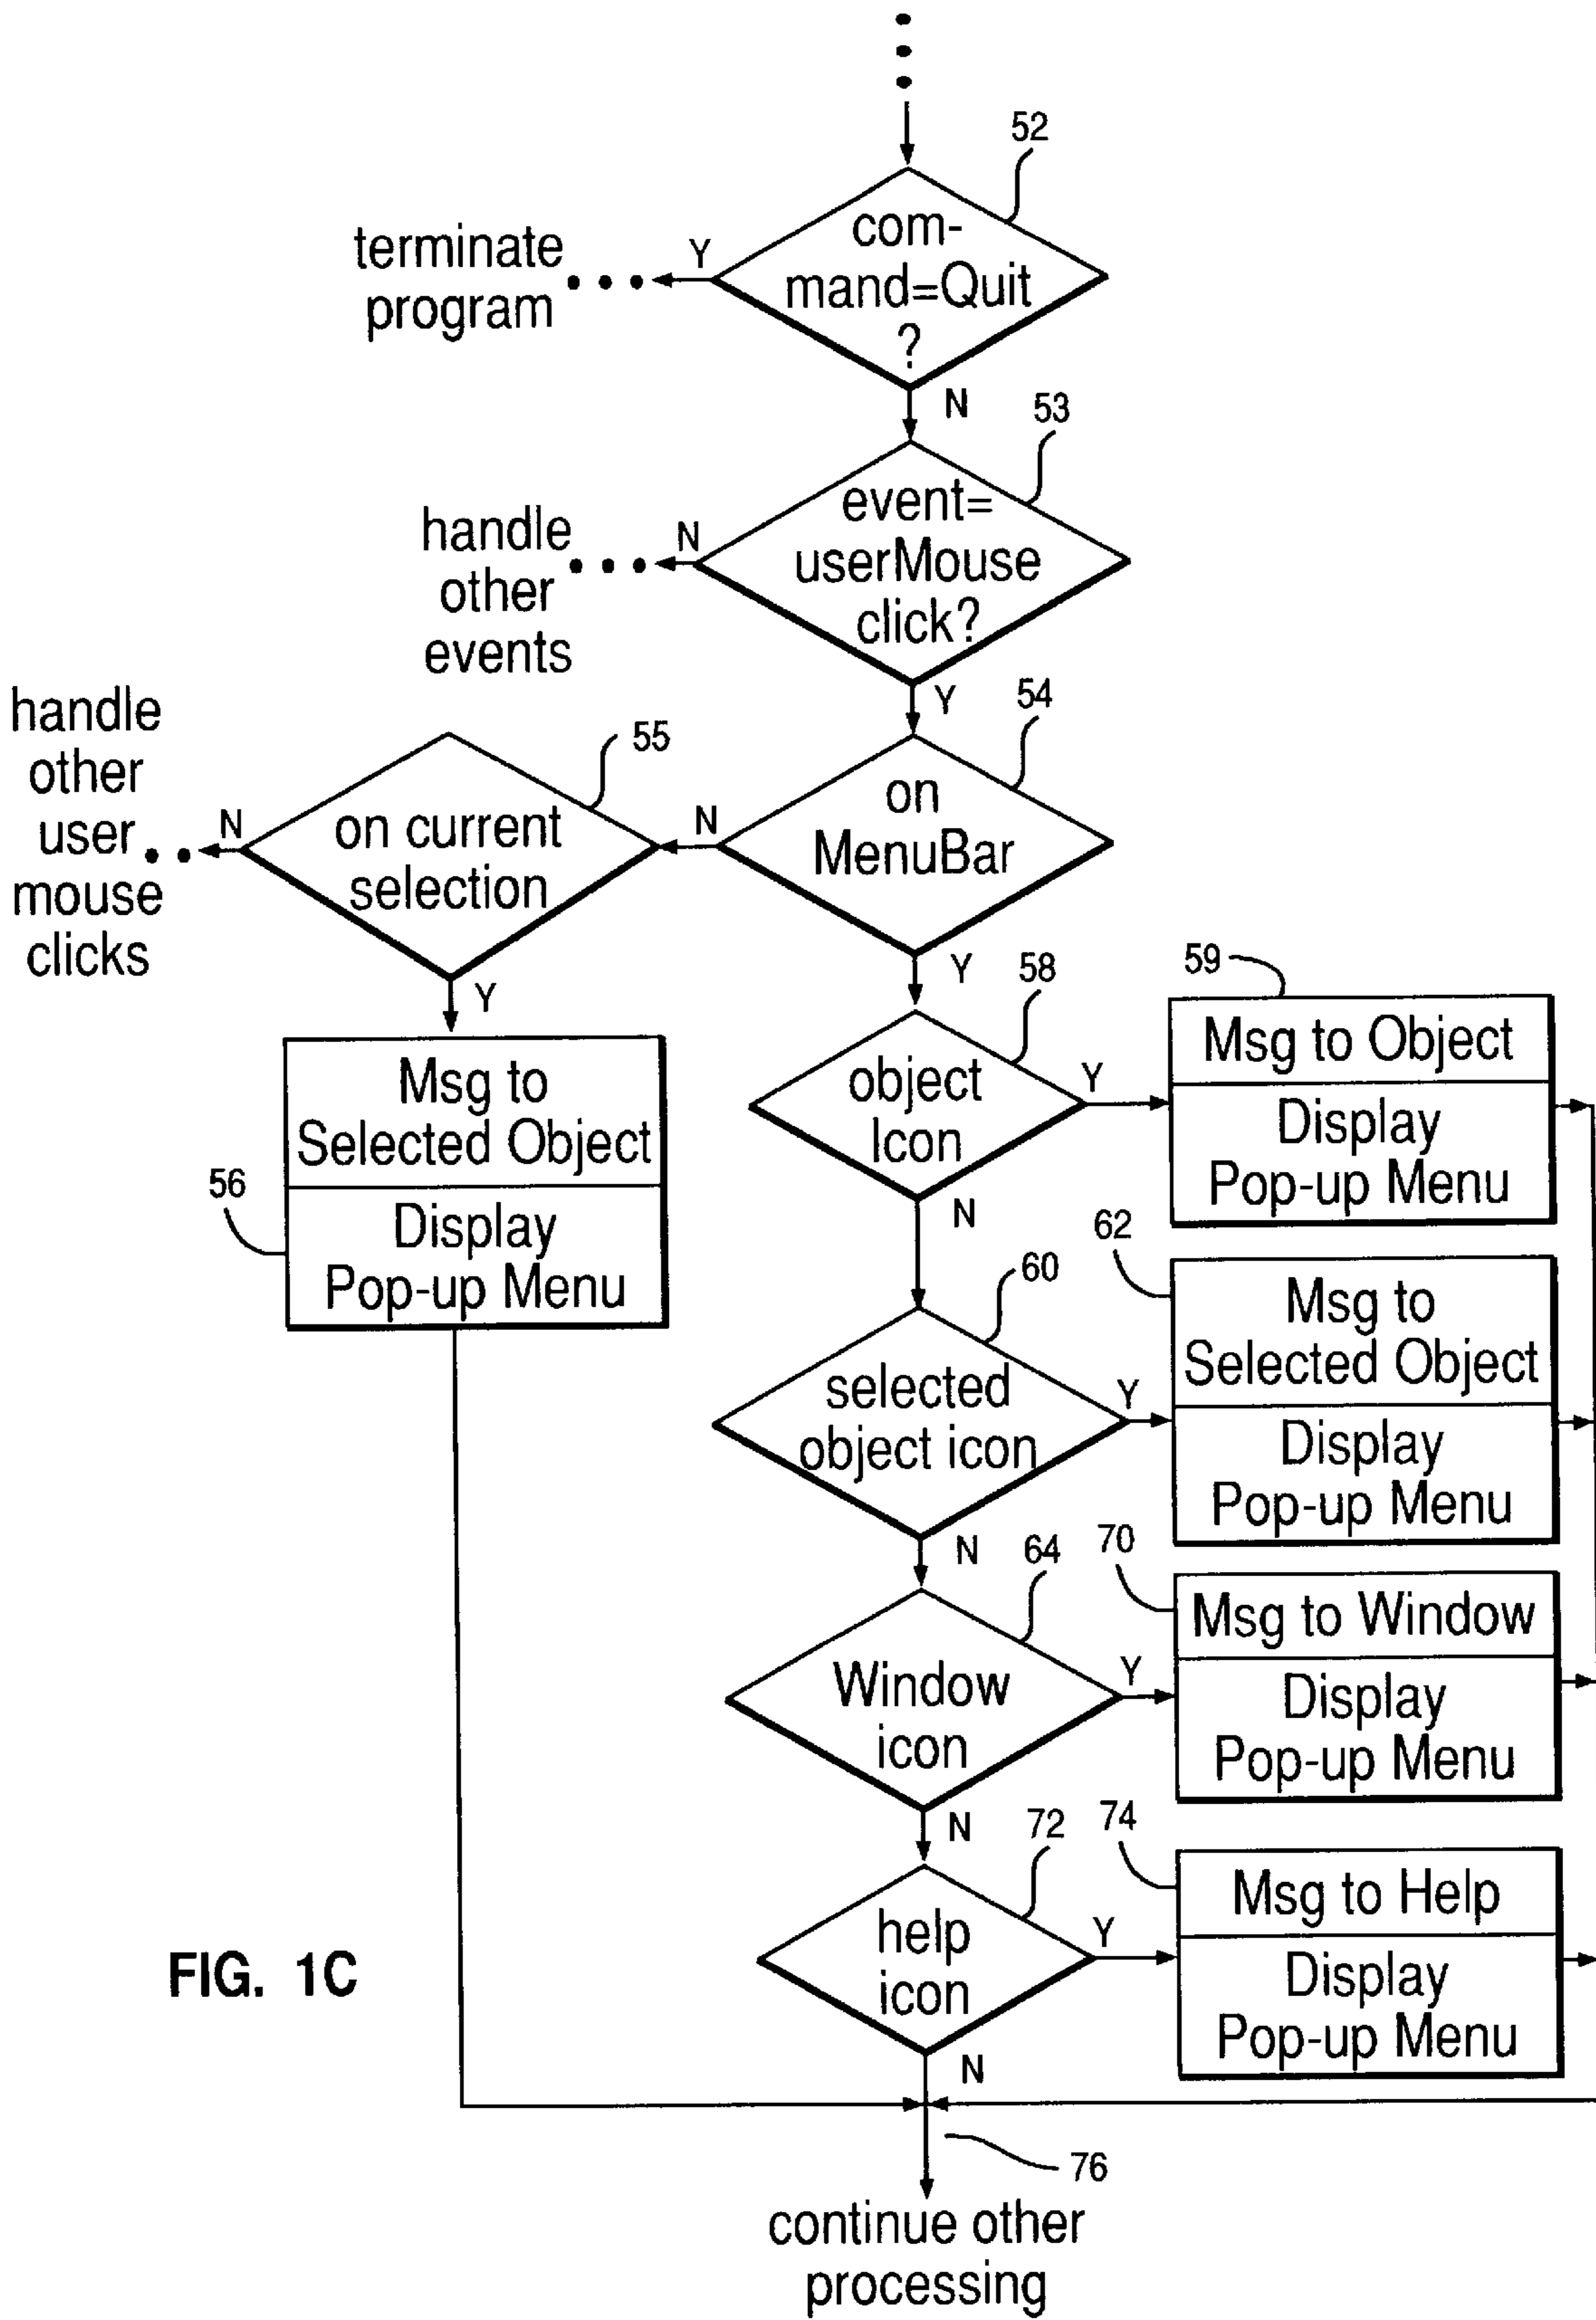 52
com-
mand=Quit
?
Y
terminate
program
N
53
event=
userMouse
click?
N
handle
other
events
Y
54
on
MenuBar
N
55
on current
selection
N
handle
other
user
mouse
clicks
Y
Msg to
Selected Object
56
Display
Pop-up Menu
Y
58
object
Icon
Y
59
Msg to Object
Display
Pop-up Menu
N
60
selected
object icon
Y
62
Msg to
Selected Object
Display
Pop-up Menu
N
64
Window
icon
Y
70
Msg to Window
Display
Pop-up Menu
N
72
help
icon
Y
74
Msg to Help
Display
Pop-up Menu
N
76
continue other
processing
FIG. 1C